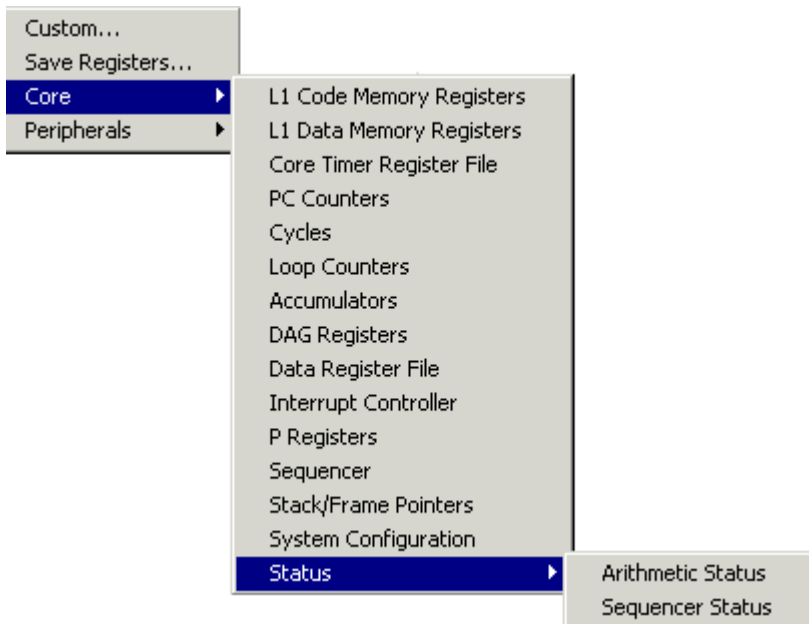 Custom...
Save Registers...
Core
Peripherals
L1 Code Memory Registers
L1 Data Memory Registers
Core Timer Register File
PC Counters
Cycles
Loop Counters
Accumulators
DAG Registers
Data Register File
Interrupt Controller
P Registers
Sequencer
Stack/Frame Pointers
System Configuration
Status
Arithmetic Status
Sequencer Status